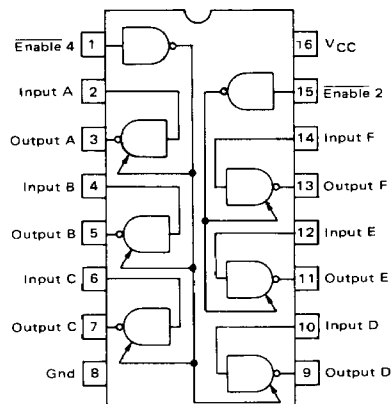 Enable 4 1
Input A 2
Output A 3
Input B 4
Output B 5
Input C 6
Output C 7
Gnd 8
16 VCC
15 Enable 2
14 Input F
13 Output F
12 Input E
11 Output E
10 Input D
9 Output D